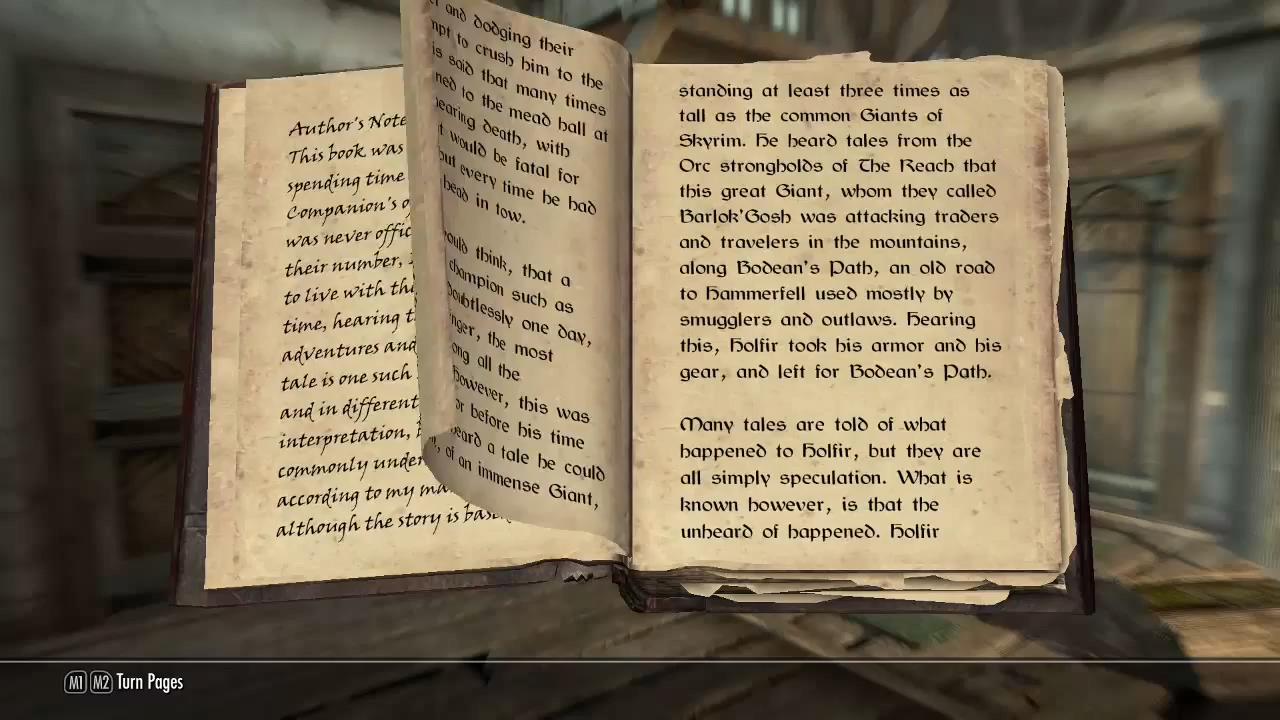 Author's Note
This book was
spending time
Companion's
was never
their number,
to live with
time, hearing
adventures and
tale is one such
and in different
interpretation,
commonly
according to my
although the story is
and dodging their
to crush him to the
is said that many times
to the mead hall at
death, with
would be fatal for
but every time he had
head in tow.
think, that a
champion such as
doubtlessly one day,
the most
all the
however, this was
or before his time
heard a tale he could
of an immense Giant,
standing at least three times as
tall as the common Giants of
Skyrim. He heard tales from the
Orc strongholds of The Reach that
this great Giant, whom they called
Barlok'Gosh was attacking traders
and travelers in the mountains,
along Bodean's Path, an old road
to Hammerfell used mostly by
smugglers and outlaws. Hearing
this, Holfir took his armor and his
gear, and left for Bodean's Path.
Many tales are told of what
happened to Holfir, but they are
all simply speculation. What is
known however, is that the
unheard of happened. Holfir
M1 M2 Turn Pages